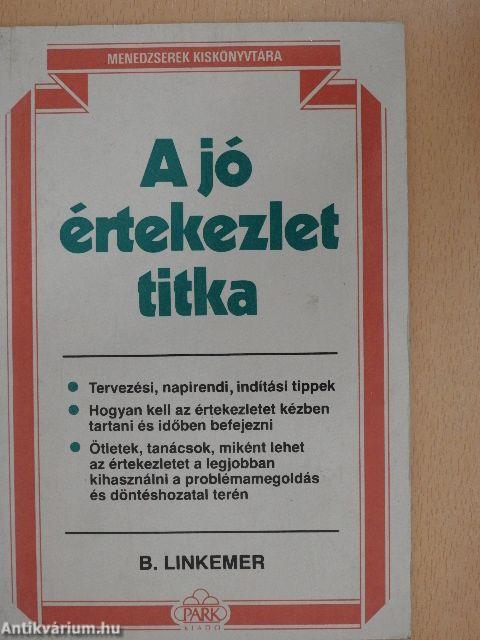 MENEDZSEREK KISKÖNYVTÁRA
A jó
értekezlet
titka
Tervezési, napirendi, indítási tippek
Hogyan kell az értekezletet kézben
tartani és időben befejezni
Ötletek, tanácsok, miként lehet
az értekezletet a legjobban
kihasználni a problémamegoldás
és döntéshozatal terén
B. LINKEMER
PARK
KIADÓ
Antikvárium.hu